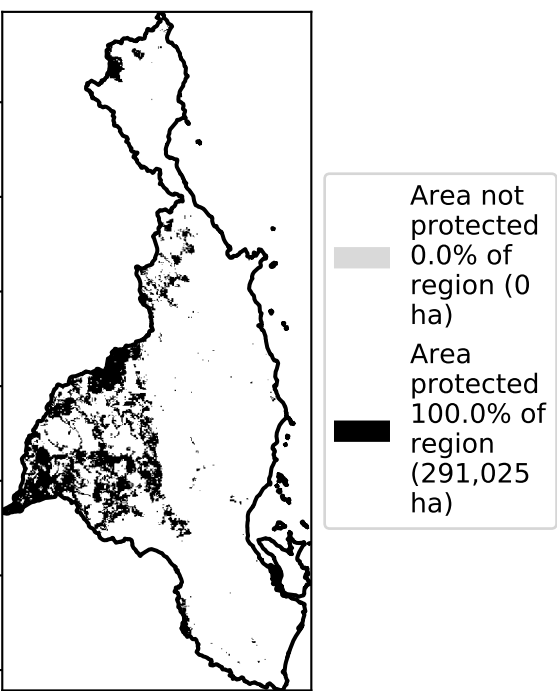 Area not
protected
0.0% of
region (0
ha)
Area
protected
100.0% of
region
(291,025
ha)